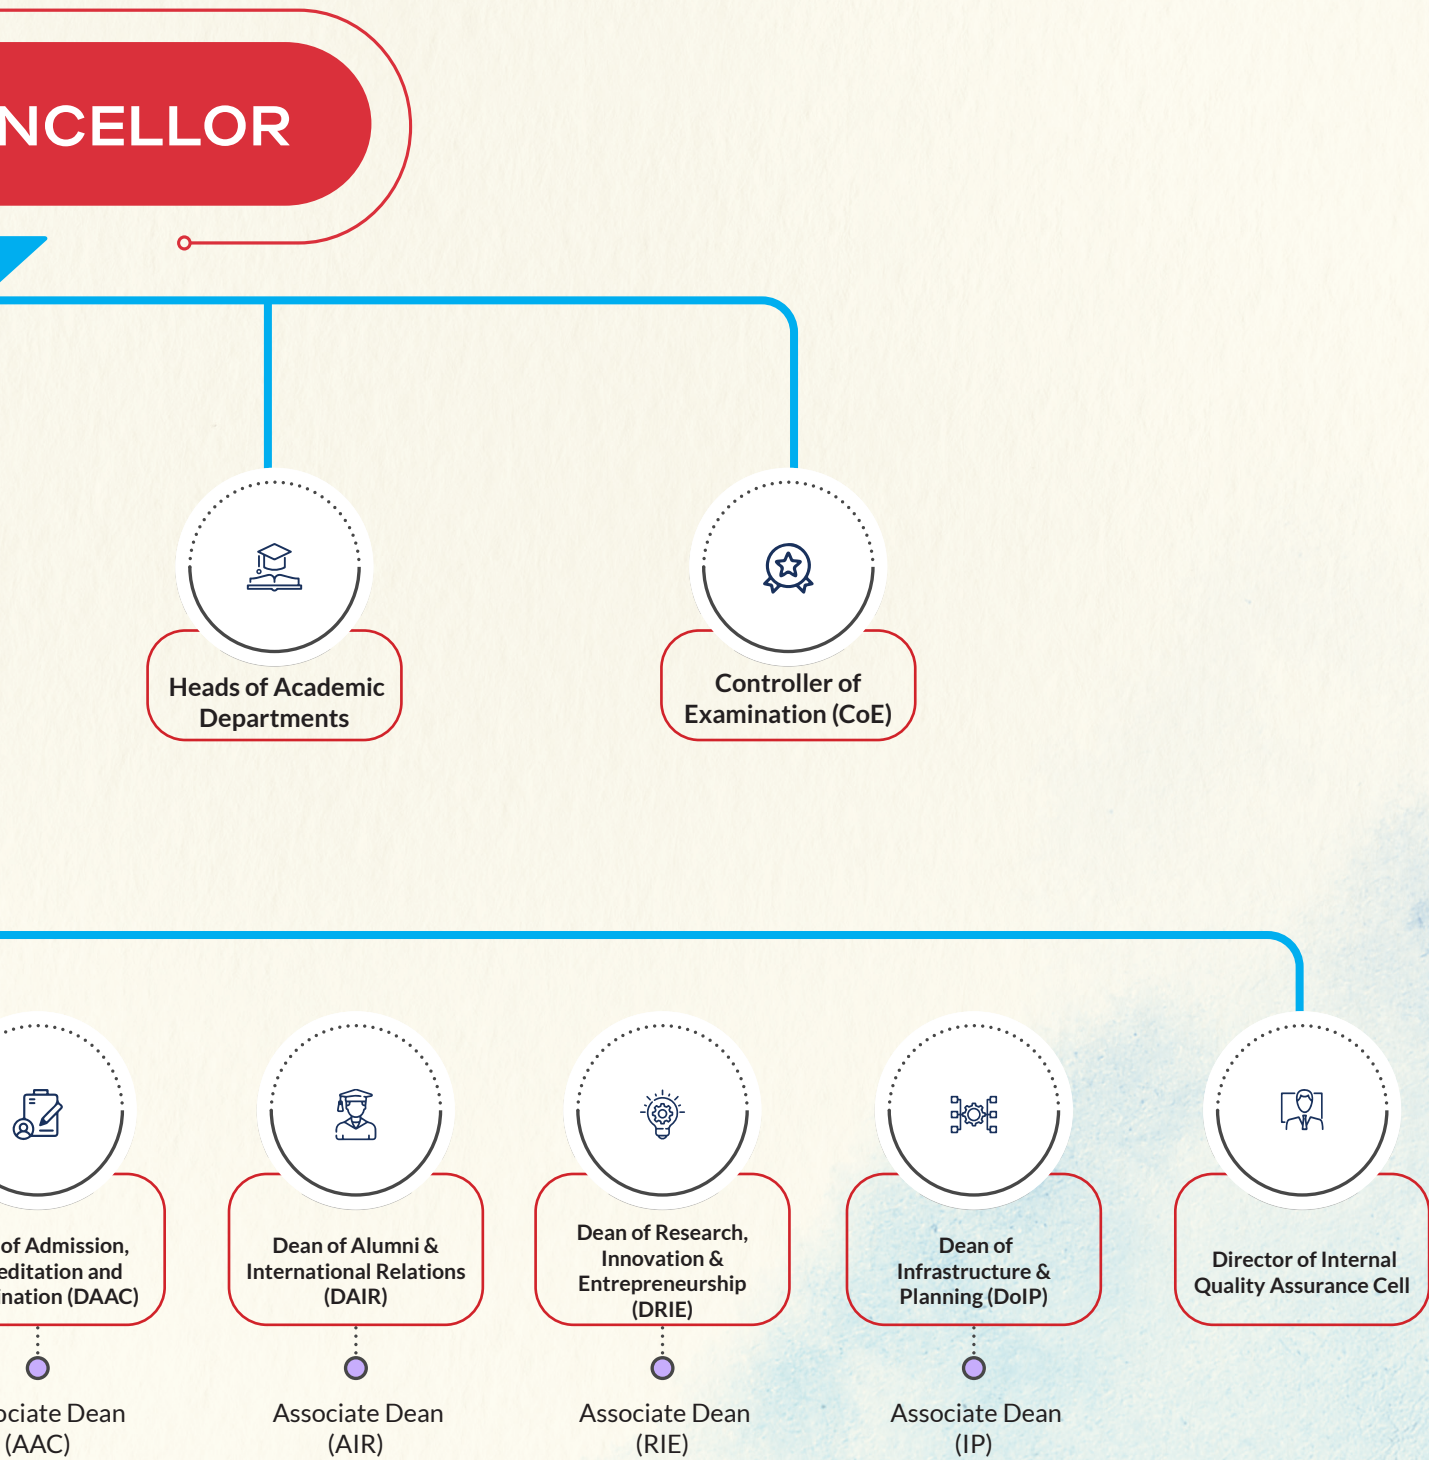 NCELLOR
Heads of Academic
Departments
Controller of
Examination (CoE)
of Admission,
editation and
ination (DAAC)
Dean of Alumni &
International Relations
(DAIR)
Dean of Research,
Innovation &
Entrepreneurship
(DRIE)
Dean of
Infrastructure &
Planning (DoIP)
Director of Internal
Quality Assurance Cell
ociate Dean
(AAC)
Associate Dean
(AIR)
Associate Dean
(RIE)
Associate Dean
(IP)